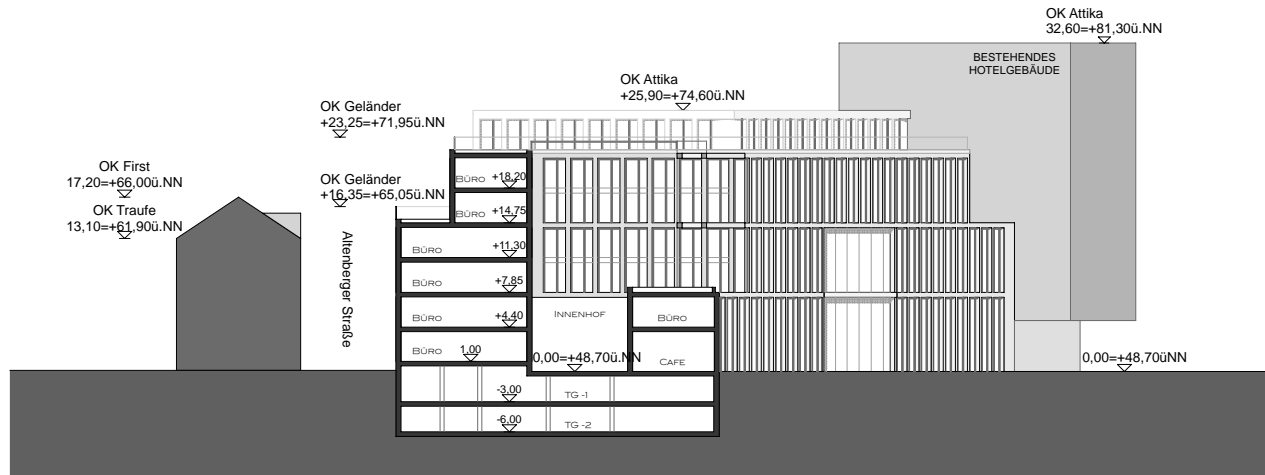 OK Attika
32,60=+81,30ü.NN
BESTEHENDES
HOTELGEBÄUDE
OK Attika
+25,90=+74,60ü.NN
OK Geländer
+23,25=+71,95ü.NN
OK First
17,20=+66,00ü.NN
OK Traufe
13,10=+61,90ü.NN
OK Geländer
+16,35=+65,05ü.NN
Altenberger Straße
BÜRO +18,20
BÜRO +14,75
BÜRO +11,30
BÜRO +7,85
BÜRO +4,40
INNENHOF
BÜRO
BÜRO 1,00
0,00=+48,70ü.NN
CAFE
0,00=+48,70üNN
-3,00 TG -1
-6,00 TG -2